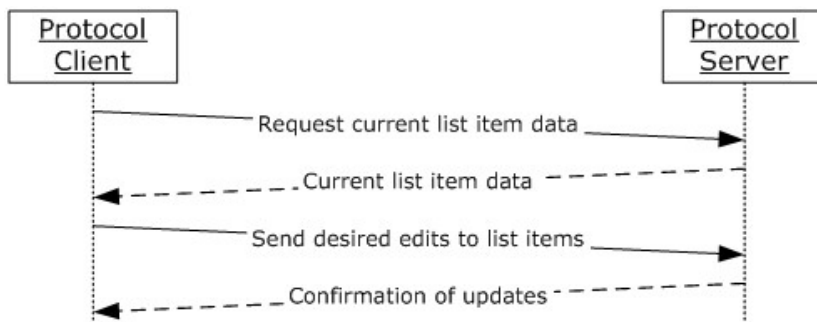 Protocol
Client
Protocol
Server
Request current list item data
Current list item data
Send desired edits to list items
Confirmation of updates